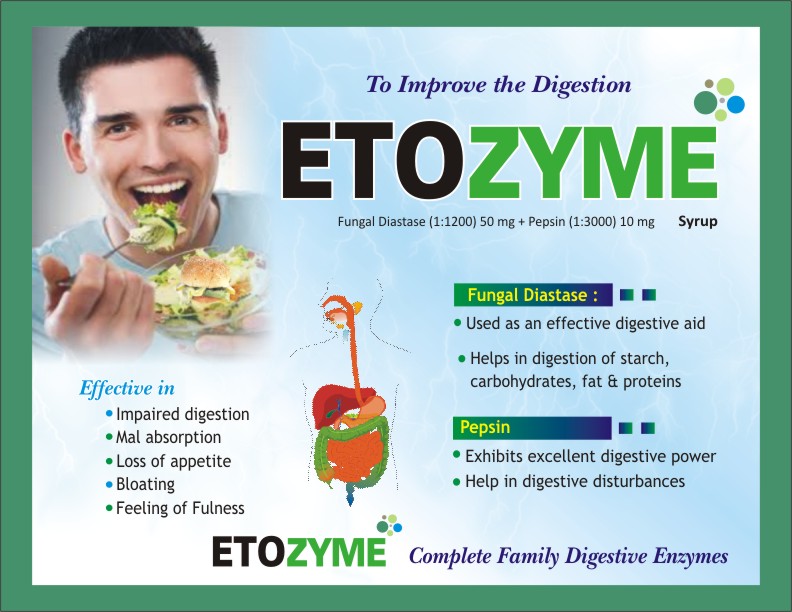 To Improve the Digestion
ETOZYME
Fungal Diastase (1:1200) 50 mg + Pepsin (1:3000) 10 mg Syrup
Fungal Diastase :
Used as an effective digestive aid
Helps in digestion of starch,
carbohydrates, fat & proteins
Pepsin
Exhibits excellent digestive power
Help in digestive disturbances
Effective in
Impaired digestion
Mal absorption
Loss of appetite
Bloating
Feeling of Fulness
ETOZYME Complete Family Digestive Enzymes